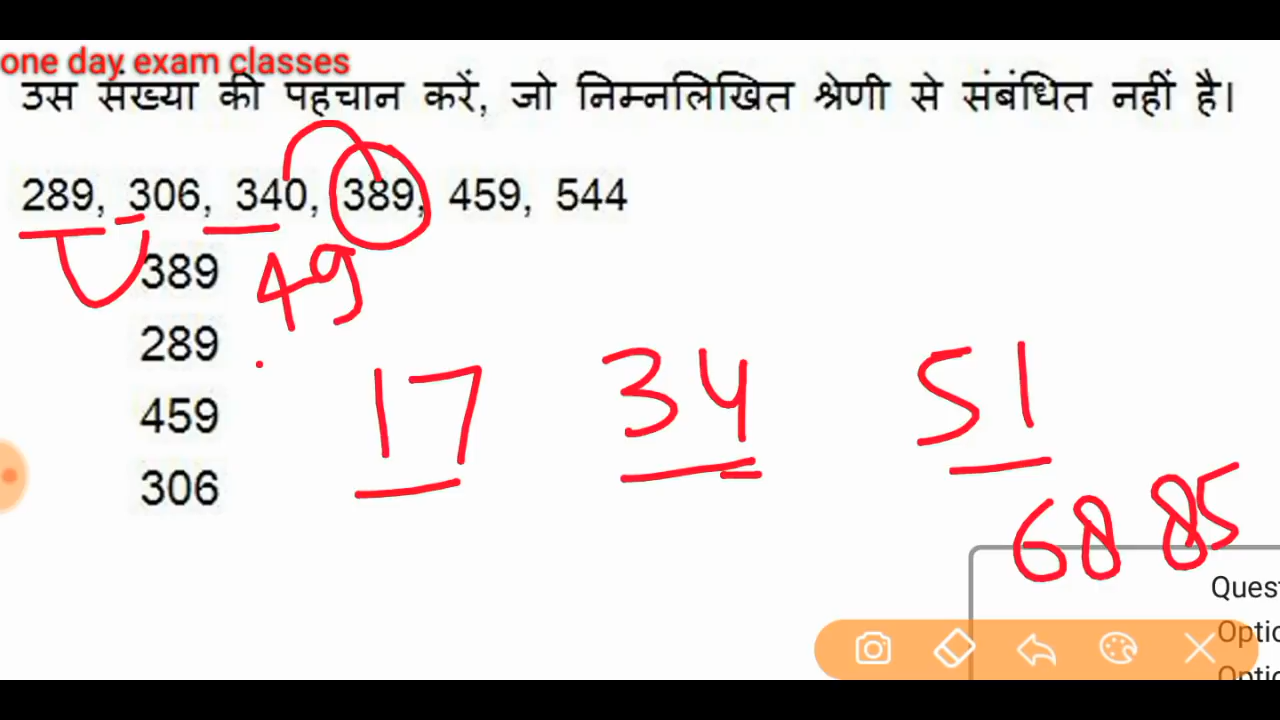 one day exam classes
उस संख्या की पहचान करें, जो निम्नलिखित श्रेणी से संबंधित नहीं है।
289, 306, 340, 389, 459, 544
389
49
289
17 34 51
459
306
68 85
Ques
Optio